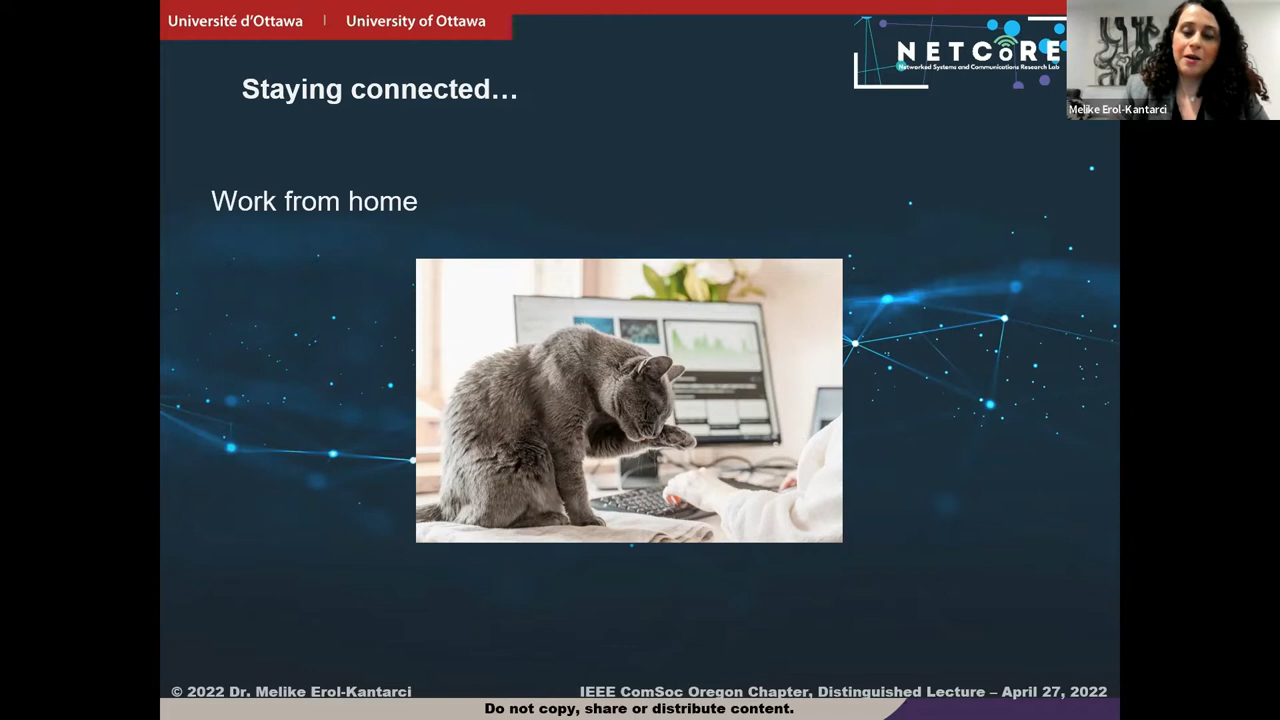 Université d'Ottawa | University of Ottawa
NETCORE
Networked Systems and Communications Research Lab
Melike Erol-Kantarci
Staying connected…
Work from home
© 2022 Dr. Melike Erol-Kantarci
IEEE ComSoc Oregon Chapter, Distinguished Lecture – April 27, 2022
Do not copy, share or distribute content.